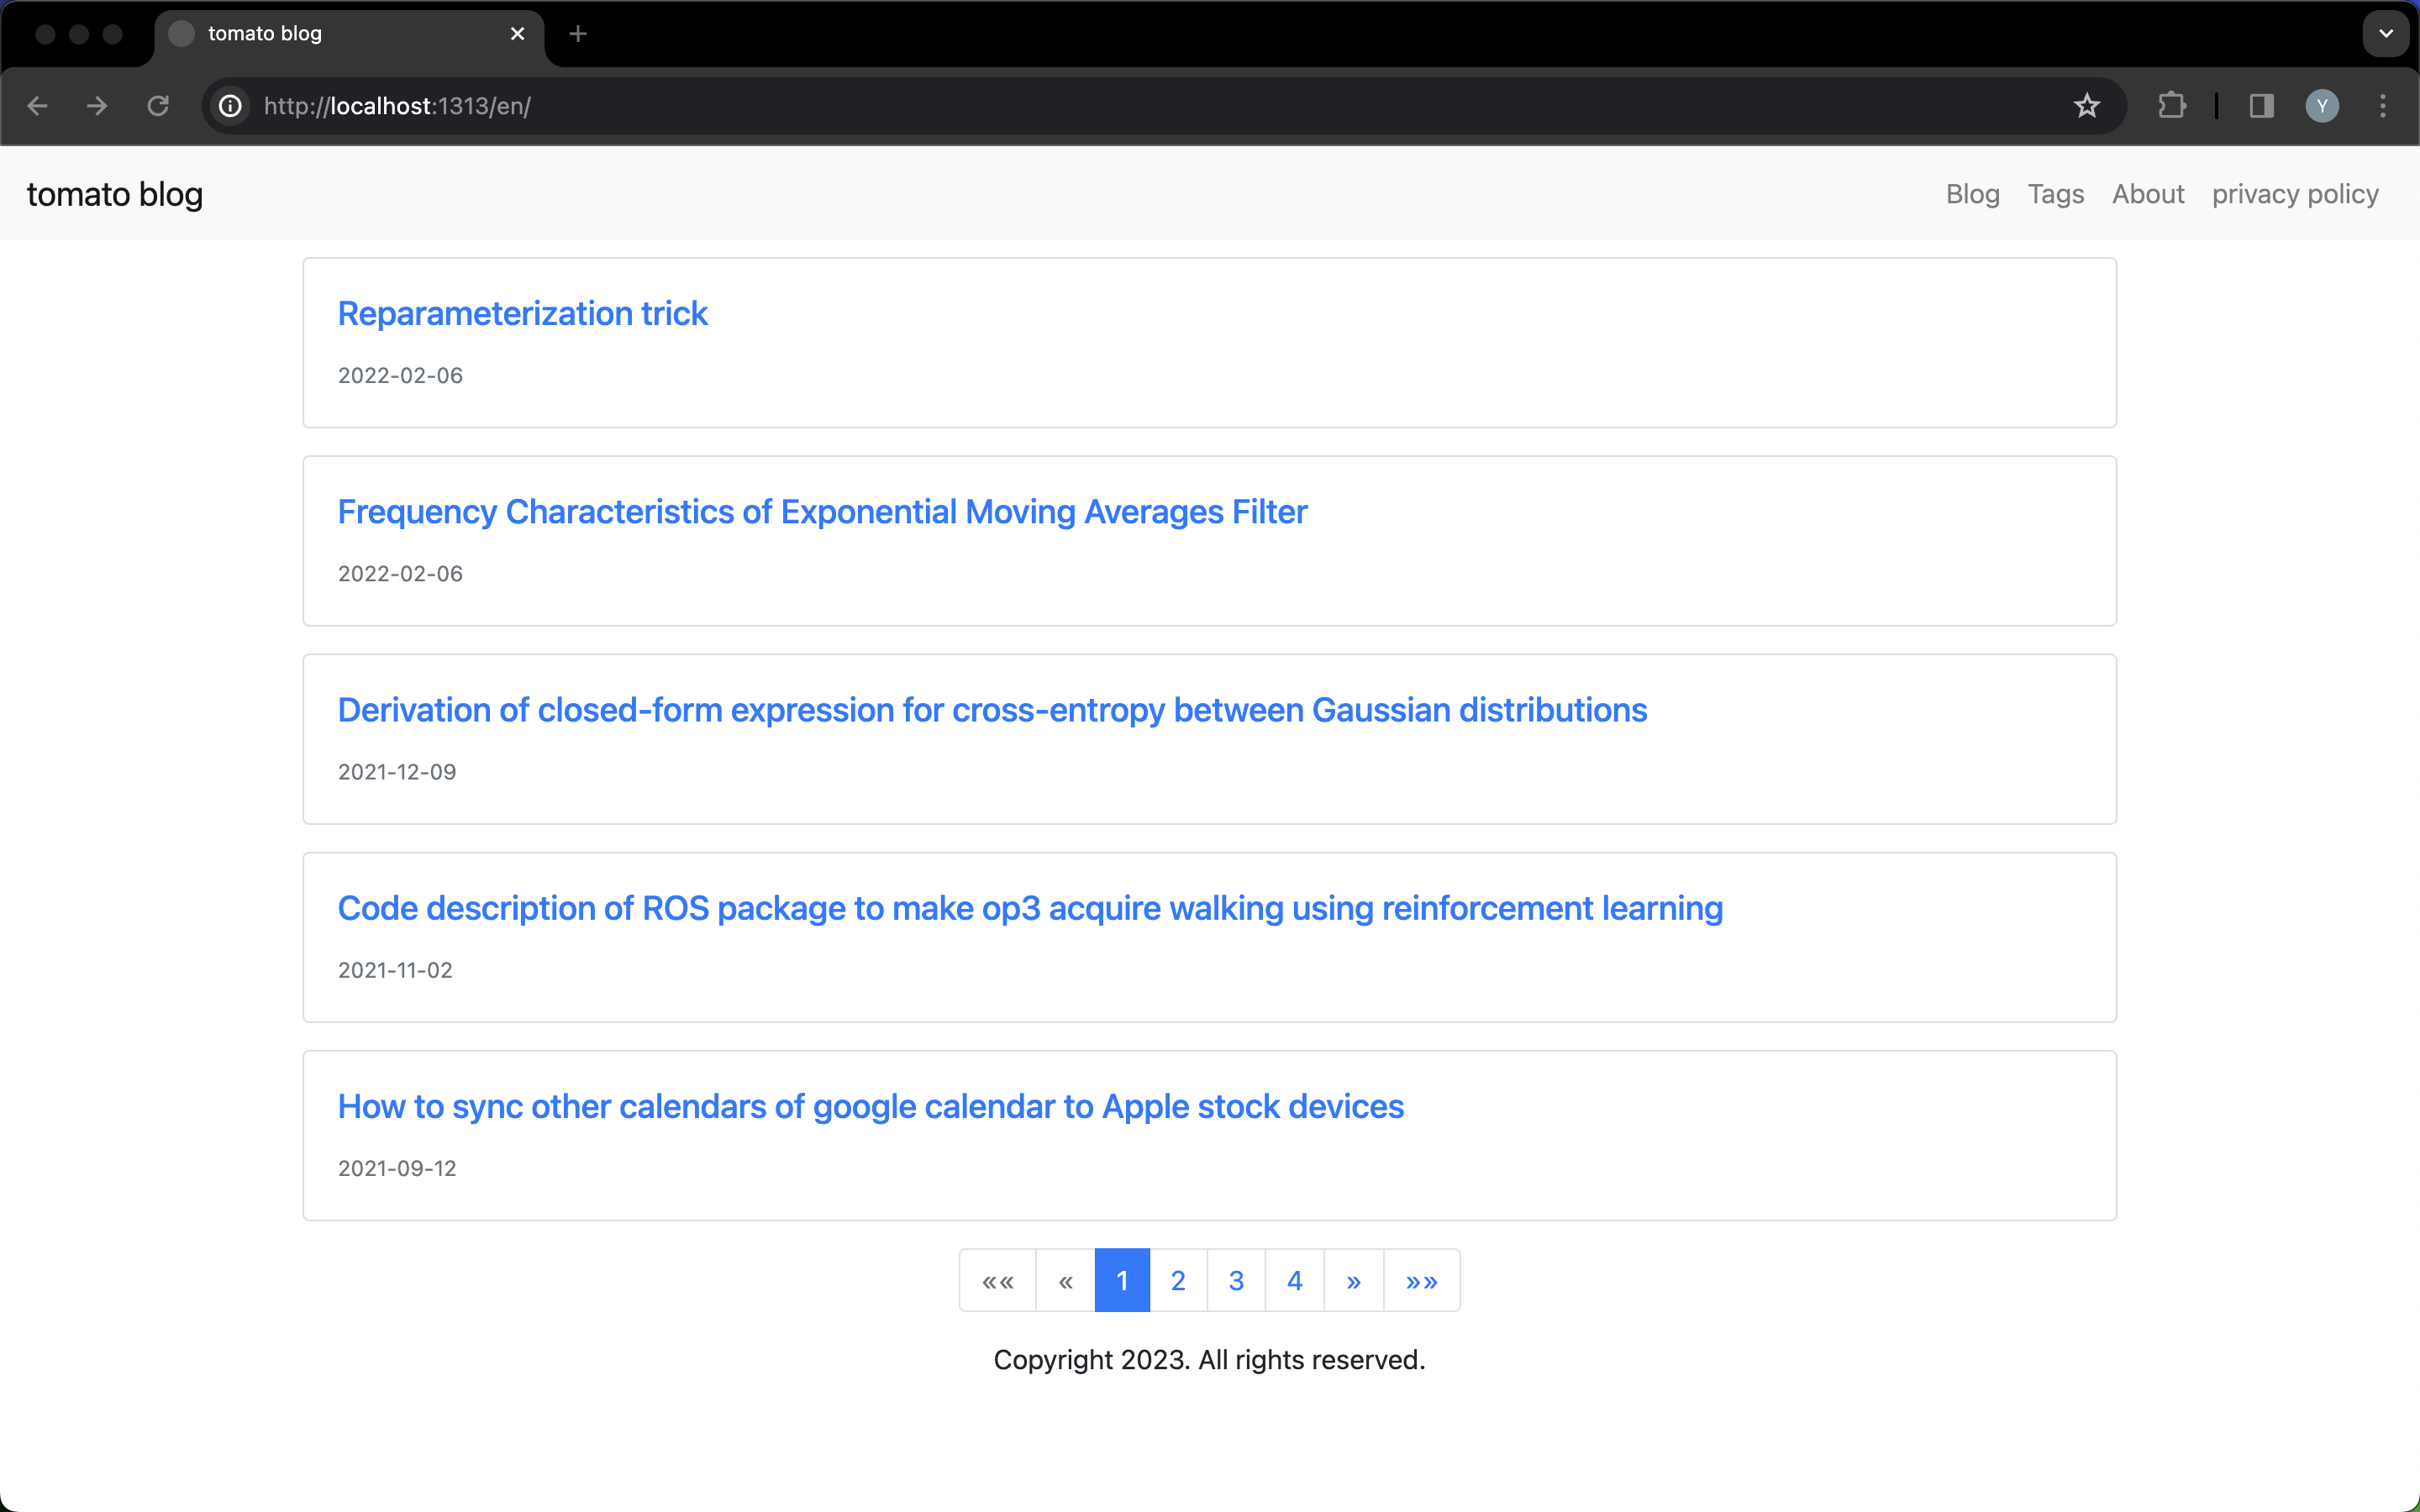 tomato blog
http://localhost:1313/en/
Y
tomato blog
Blog Tags About privacy policy
Reparameterization trick
2022-02-06
Frequency Characteristics of Exponential Moving Averages Filter
2022-02-06
Derivation of closed-form expression for cross-entropy between Gaussian distributions
2021-12-09
Code description of ROS package to make op3 acquire walking using reinforcement learning
2021-11-02
How to sync other calendars of google calendar to Apple stock devices
2021-09-12
«« « 1 2 3 4 » »»
Copyright 2023. All rights reserved.